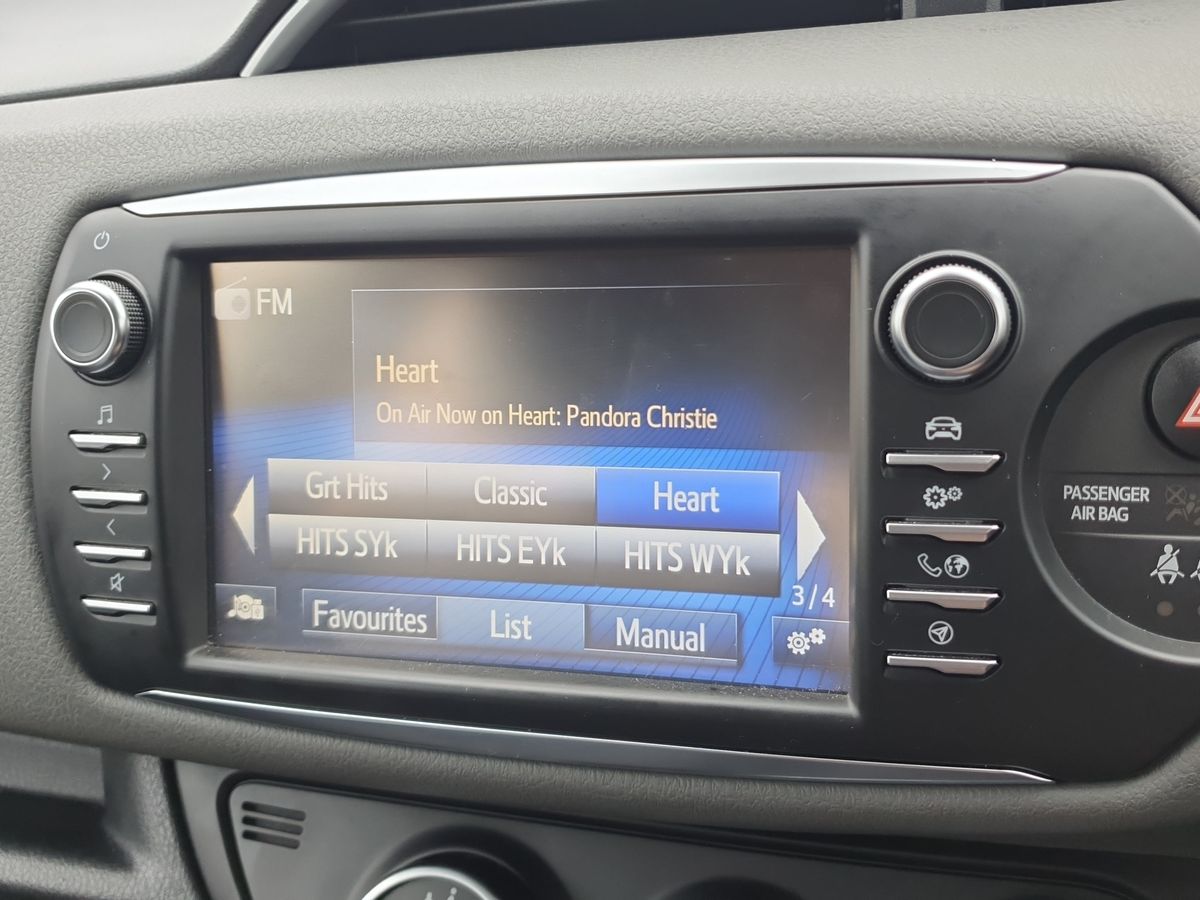 FM
Heart
On Air Now on Heart: Pandora Christie
Grt Hits Classic Heart
HITS SYk HITS EYk HITS WYk
3 / 4
Favourites List Manual
PASSENGER
AIR BAG